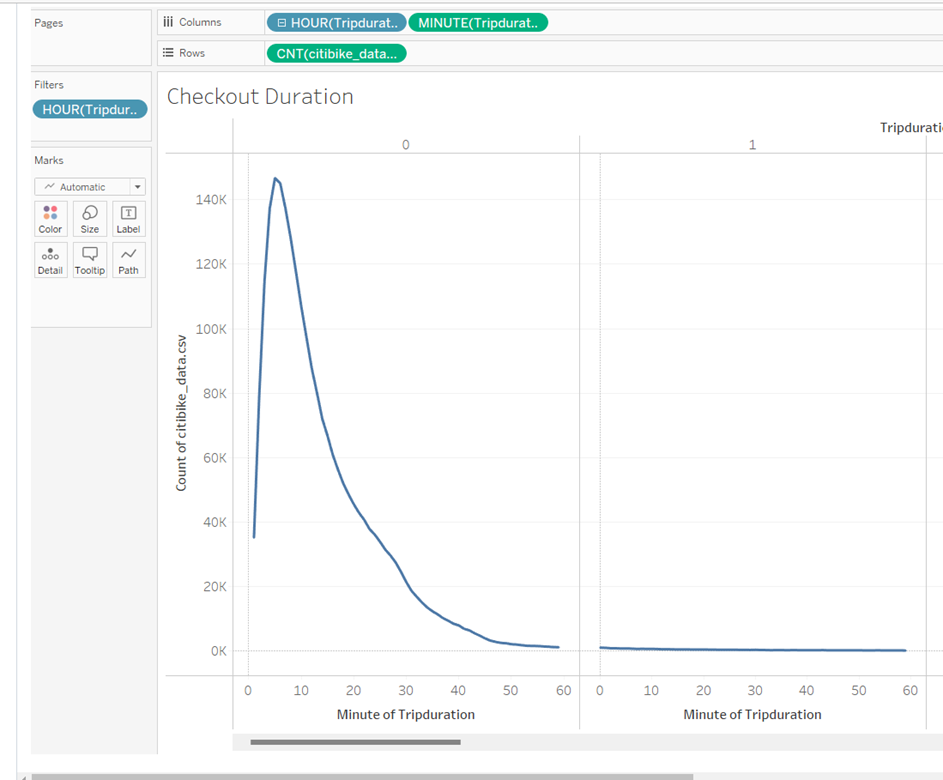 Pages
Columns
HOUR(Tripdurat..
MINUTE(Tripdurat..
Rows
CNT(citibike_data...
Filters
HOUR(Tripdur..
Marks
Automatic
Color
Size
Label
Detail
Tooltip
Path
Checkout Duration
Tripduratio
0
1
Count of citibike_data.csv
140K
120K
100K
80K
60K
40K
20K
0K
0 10 20 30 40 50 60
0 10 20 30 40 50 60
Minute of Tripduration
Minute of Tripduration